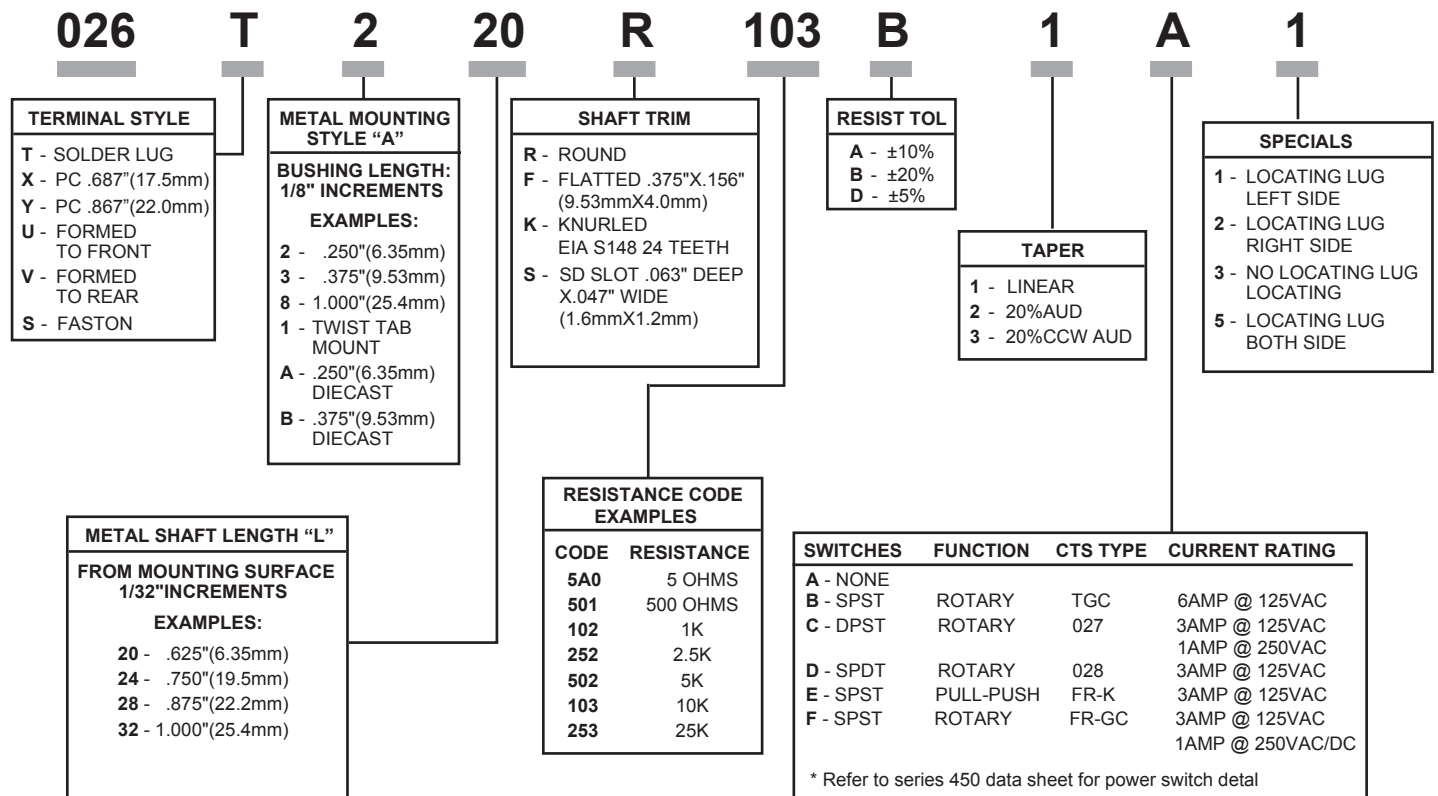 026 T 2 20 R 103 B 1 A 1
TERMINAL STYLE
T - SOLDER LUG
X - PC .687”(17.5mm)
Y - PC .867”(22.0mm)
U - FORMED
TO FRONT
V - FORMED
TO REAR
S - FASTON
METAL MOUNTING
STYLE “A”
BUSHING LENGTH:
1/8" INCREMENTS
EXAMPLES:
2 - .250"(6.35mm)
3 - .375"(9.53mm)
8 - 1.000"(25.4mm)
1 - TWIST TAB
MOUNT
A - .250"(6.35mm)
DIECAST
B - .375"(9.53mm)
DIECAST
SHAFT TRIM
R - ROUND
F - FLATTED .375"X.156"
(9.53mmX4.0mm)
K - KNURLED
EIA S148 24 TEETH
S - SD SLOT .063" DEEP
X.047" WIDE
(1.6mmX1.2mm)
RESIST TOL
A - ±10%
B - ±20%
D - ±5%
TAPER
1 - LINEAR
2 - 20%AUD
3 - 20%CCW AUD
SPECIALS
1 - LOCATING LUG
LEFT SIDE
2 - LOCATING LUG
RIGHT SIDE
3 - NO LOCATING LUG
LOCATING
5 - LOCATING LUG
BOTH SIDE
METAL SHAFT LENGTH “L”
FROM MOUNTING SURFACE
1/32"INCREMENTS
EXAMPLES:
20 - .625"(6.35mm)
24 - .750"(19.5mm)
28 - .875"(22.2mm)
32 - 1.000"(25.4mm)
RESISTANCE CODE
EXAMPLES
CODE RESISTANCE
5A0 5 OHMS
501 500 OHMS
102 1K
252 2.5K
502 5K
103 10K
253 25K
SWITCHES FUNCTION CTS TYPE CURRENT RATING
A - NONE
B - SPST ROTARY TGC 6AMP @ 125VAC
C - DPST ROTARY 027 3AMP @ 125VAC
1AMP @ 250VAC
D - SPDT ROTARY 028 3AMP @ 125VAC
E - SPST PULL-PUSH FR-K 3AMP @ 125VAC
F - SPST ROTARY FR-GC 3AMP @ 125VAC
1AMP @ 250VAC/DC
* Refer to series 450 data sheet for power switch detal